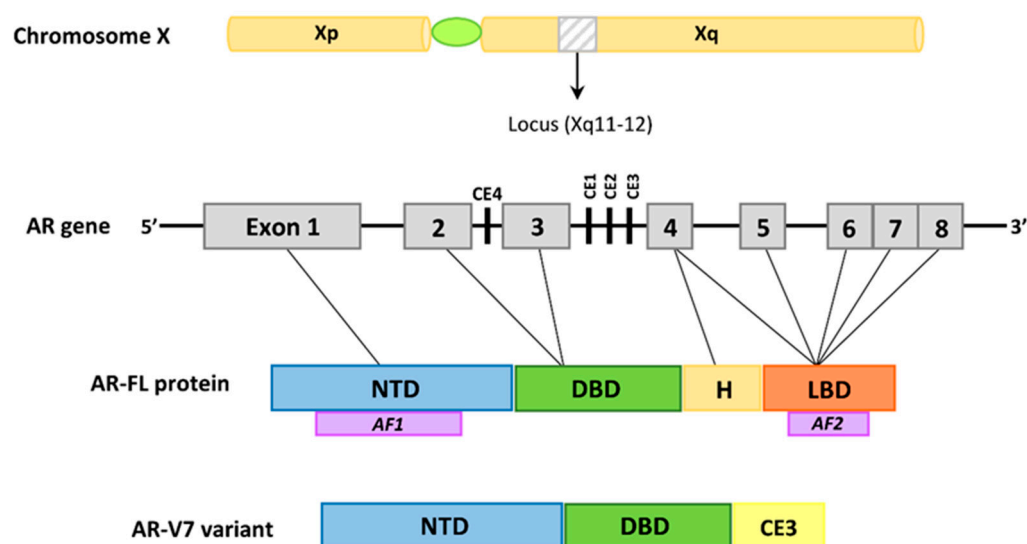 Chromosome X
Xp
Xq
Locus (Xq11-12)
CE4
CE1
CE2
CE3
AR gene
5’
Exon 1
2
3
4
5
6
7
8
3’
AR-FL protein
NTD
DBD
H
LBD
AF1
AF2
AR-V7 variant
NTD
DBD
CE3